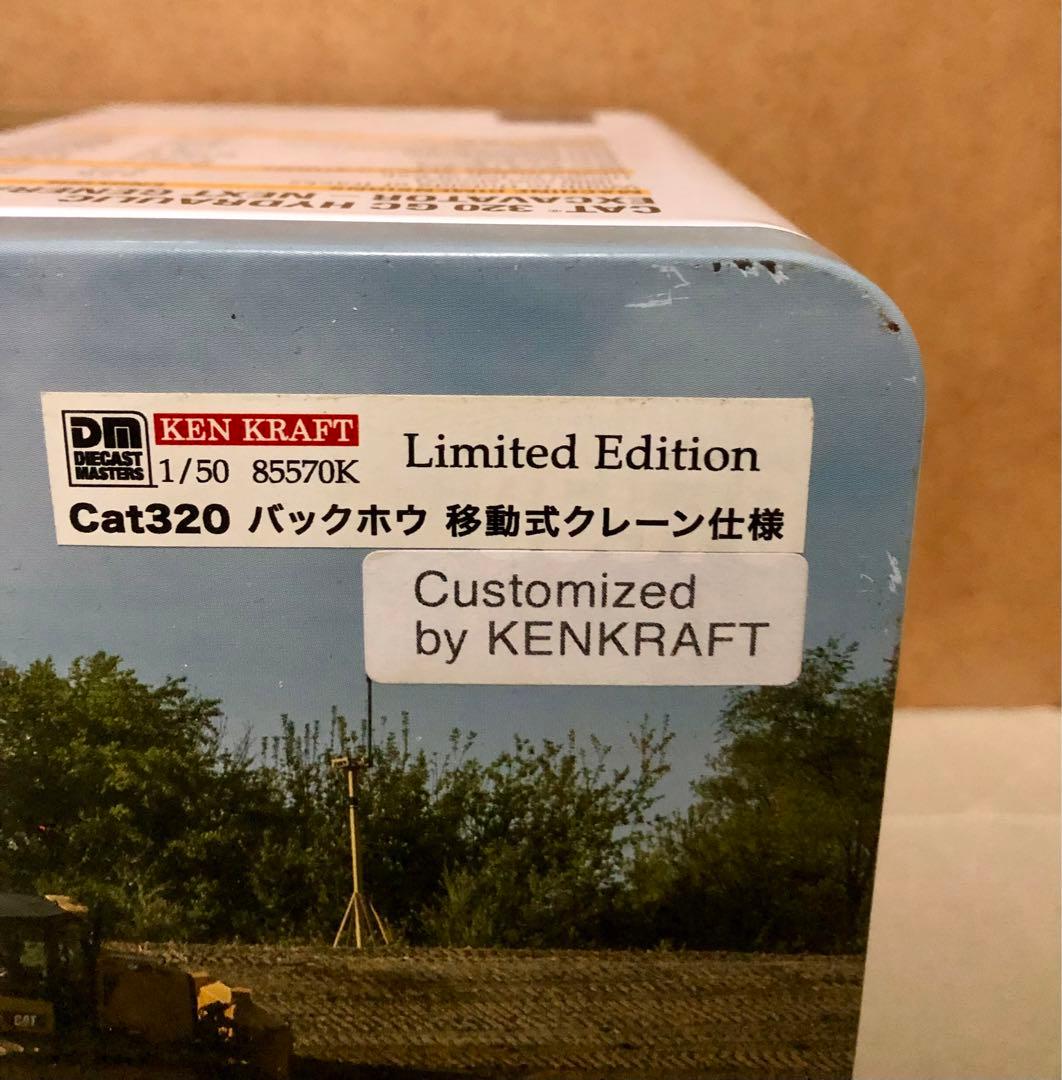 CAT® 320 GC HYDRAULIC
EXCAVATOR NEXT
DM
DIECAST
MASTERS
KEN KRAFT
1/50 85570K
Limited Edition
Cat320 バックホウ 移動式クレーン仕様
Customized
by KENKRAFT
CAT